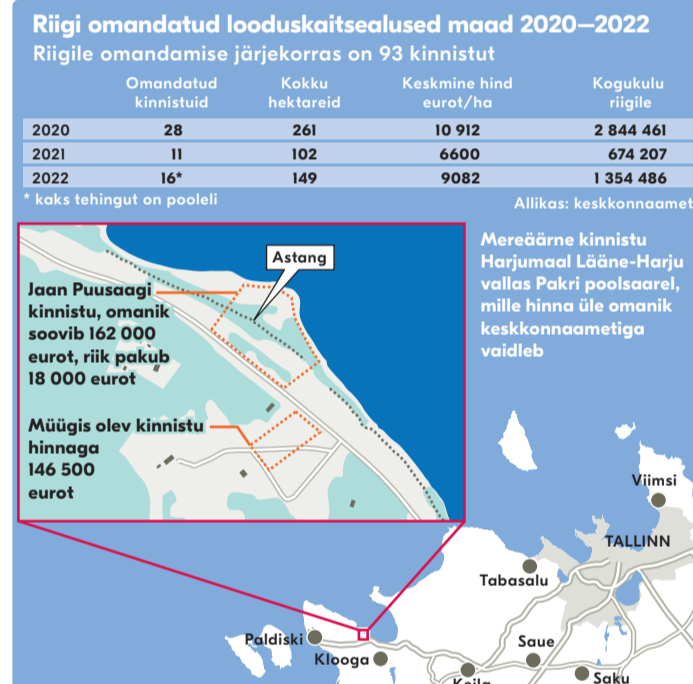 Riigi omandatud looduskaitsealused maad 2020–2022
Riigile omandamise järjekorras on 93 kinnistut
Omandatud kinnistuid Kokku hektareid Keskmine hind eurot/ha Kogukulu riigile
2020 28 261 10 912 2 844 461
2021 11 102 6600 674 207
2022 16* 149 9082 1 354 486
* kaks tehingut on pooleli
Allikas: keskkonnaamet
Mereäärne kinnistu
Harjumaal Lääne-Harju
vallas Pakri poolsaarel,
mille hinna üle omanik
keskkonnaametiga
vaidleb
Astang
Jaan Puusaagi
kinnistu, omanik
soovib 162 000
eurot, riik pakub
18 000 eurot
Müügis olev kinnistu
hinnaga
146 500
eurot
Viimsi
TALLINN
Tabasalu
Paldiski
Klooga
Saue
Keila
Saku